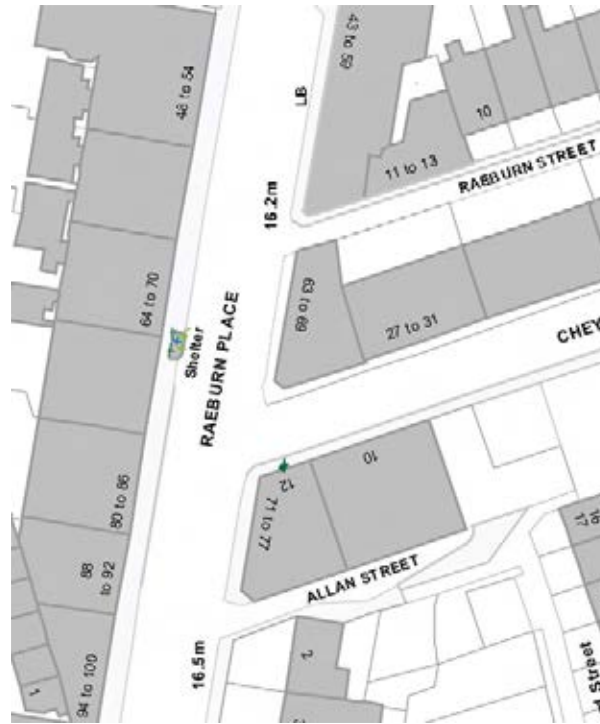 43 to 59
48 to 54
LB
10
11 to 13
RAEBURN STREET
16.2m
64 to 70
63 to 69
27 to 31
CHEY
Shelter
RAEBURN PLACE
10
12
71 to 77
80 to 86
88
to 92
ALLAN STREET
16
17
16.5m
2
94 to 100
1
Street